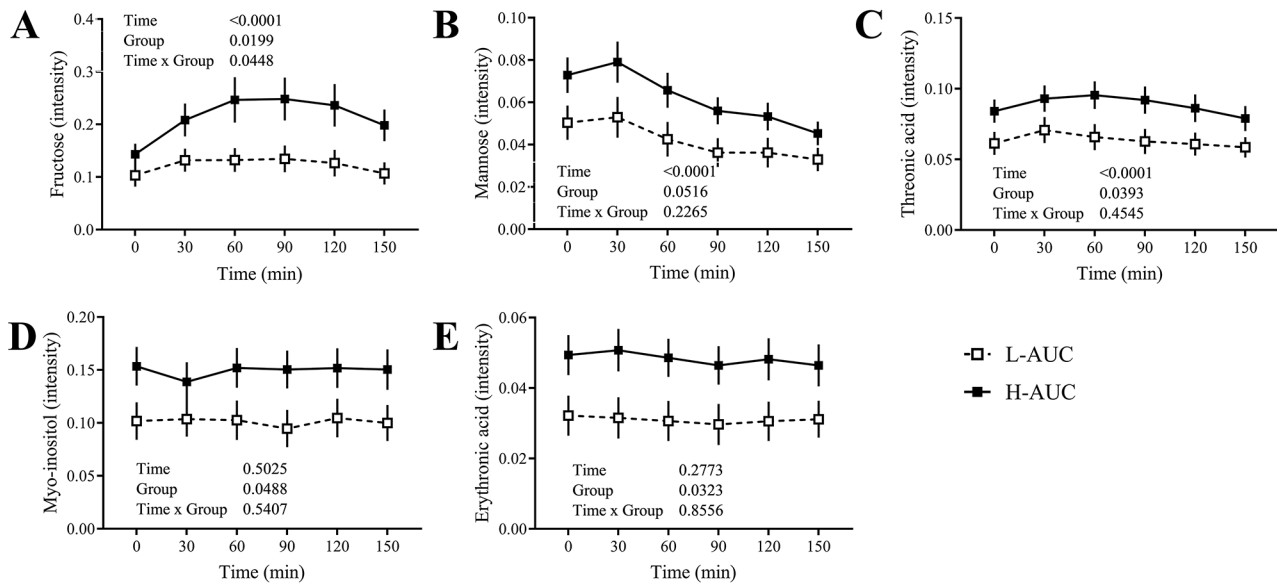 A
Fructose (intensity)
0.4
0.3
0.2
0.1
0.0
Time <0.0001
Group 0.0199
Time x Group 0.0448
0 30 60 90 120 150
Time (min)
B
Mannose (intensity)
0.10
0.08
0.06
0.04
0.02
0.00
Time <0.0001
Group 0.0516
Time x Group 0.2265
0 30 60 90 120 150
Time (min)
C
Threonic acid (intensity)
0.15
0.10
0.05
0.00
Time <0.0001
Group 0.0393
Time x Group 0.4545
0 30 60 90 120 150
Time (min)
D
Myo-inositol (intensity)
0.20
0.15
0.10
0.05
0.00
Time 0.5025
Group 0.0488
Time x Group 0.5407
0 30 60 90 120 150
Time (min)
E
Erythronic acid (intensity)
0.06
0.04
0.02
0.00
Time 0.2773
Group 0.0323
Time x Group 0.8556
0 30 60 90 120 150
Time (min)
L-AUC
H-AUC